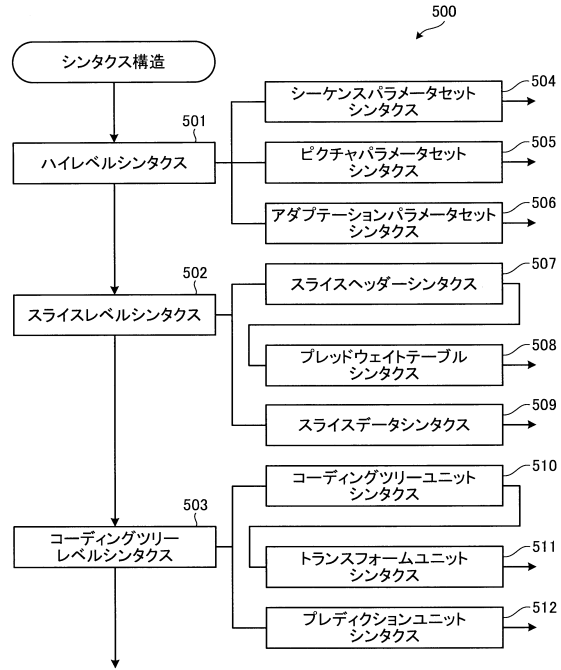 500
シンタクス構造
501
ハイレベルシンタクス
504
シーケンスパラメータセット
シンタクス
505
ピクチャパラメータセット
シンタクス
506
アダプテーションパラメータセット
シンタクス
502
スライスレベルシンタクス
507
スライスヘッダーシンタクス
508
プレッドウェイトテーブル
シンタクス
509
スライスデータシンタクス
503
コーディングツリー
レベルシンタクス
510
コーディングツリーユニット
シンタクス
511
トランスフォームユニット
シンタクス
512
プレディクションユニット
シンタクス